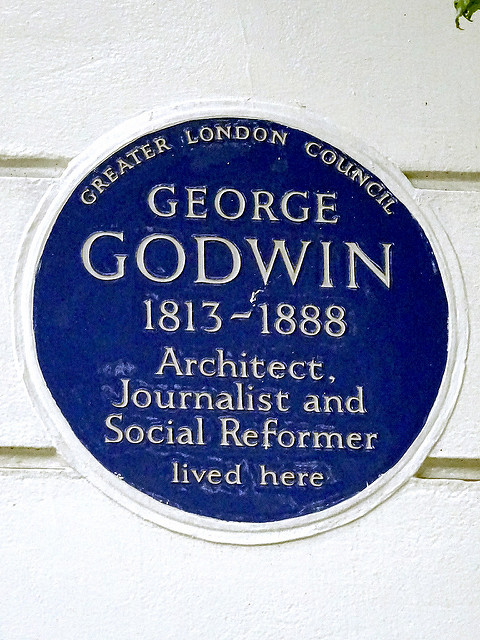 GREATER LONDON COUNCIL
GEORGE
GODWIN
1813~1888
Architect,
Journalist and
Social Reformer
lived here